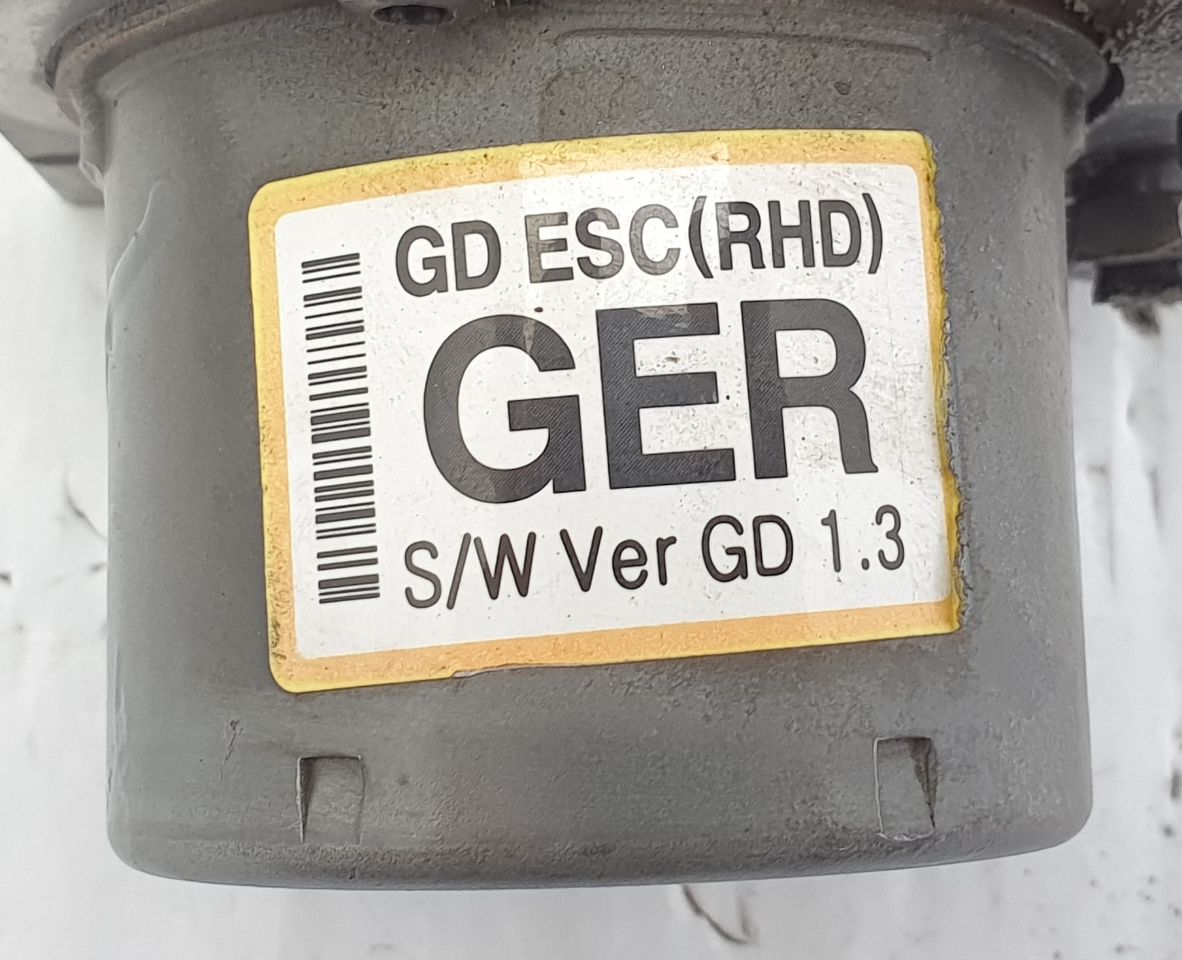 GD ESC(RHD)
GER
S/W Ver GD 1.3